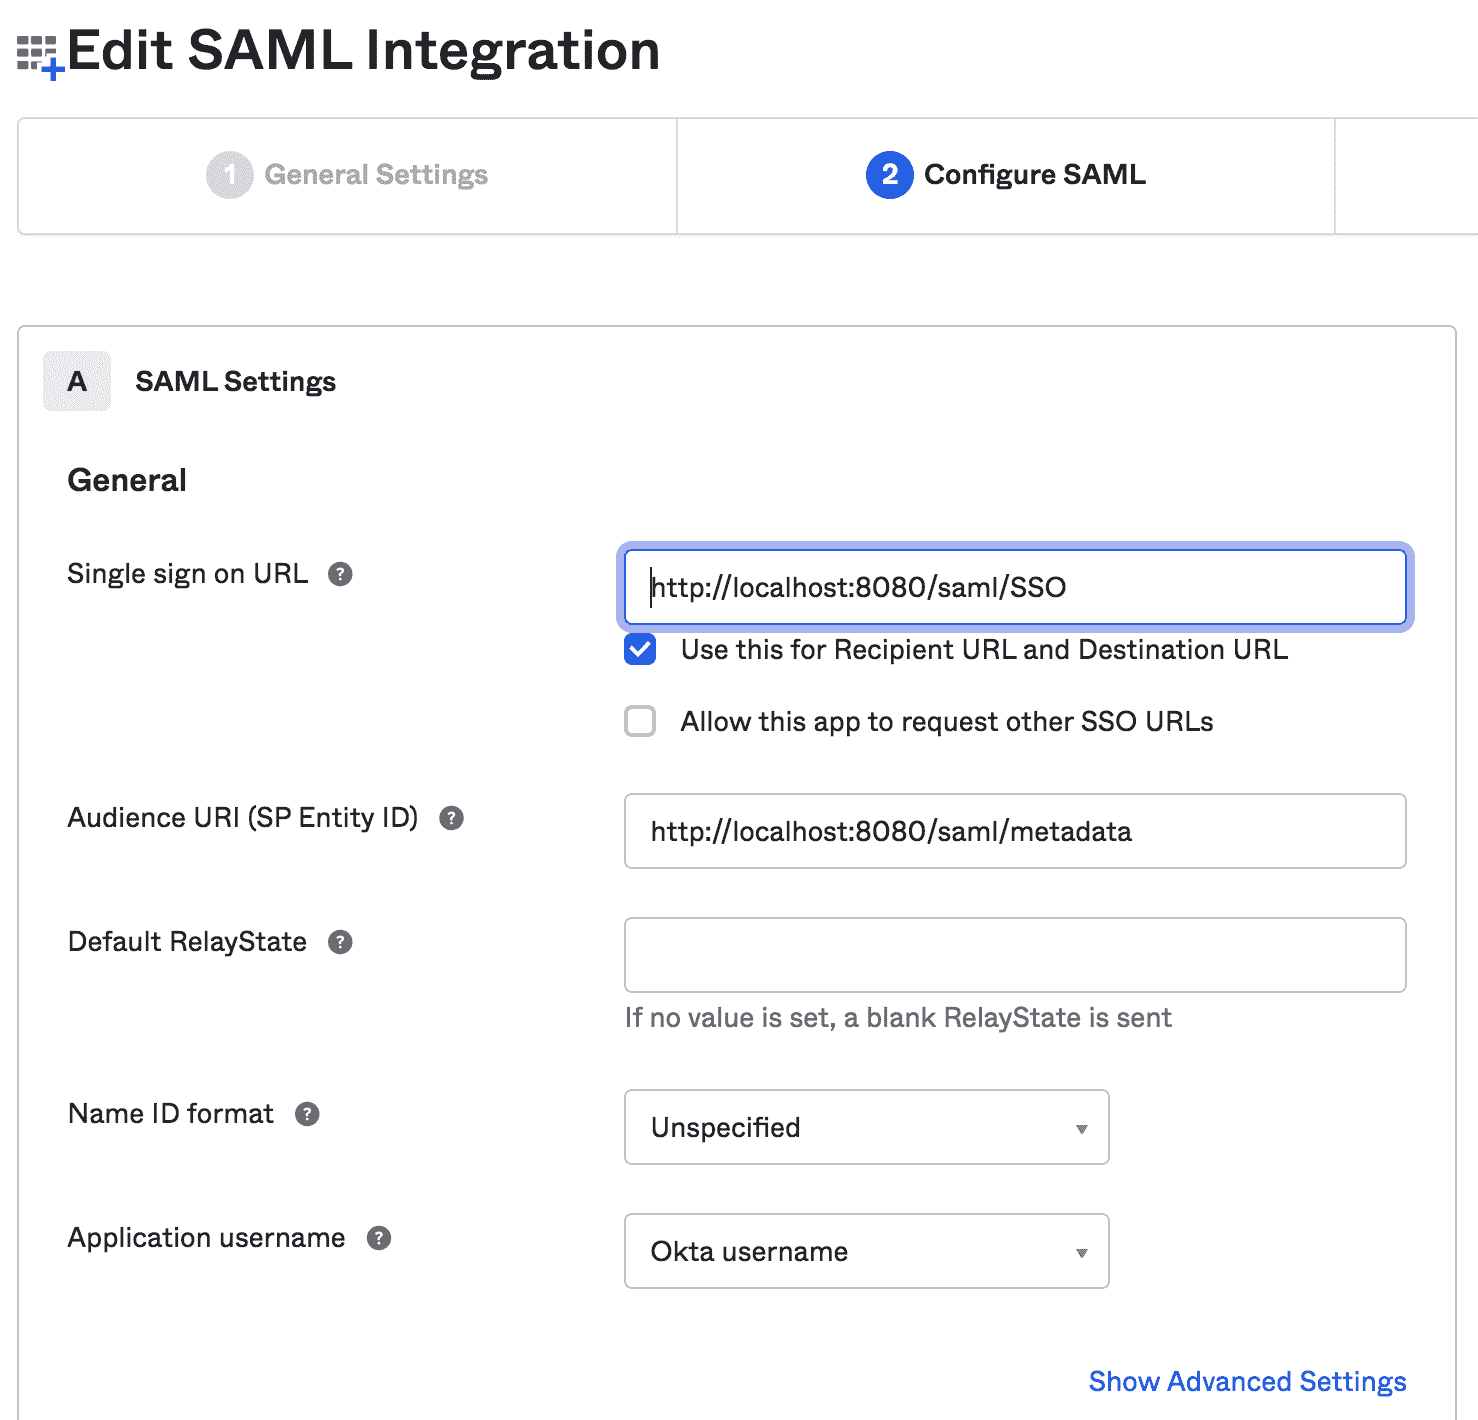 Edit SAML Integration
1 General Settings
2 Configure SAML
A SAML Settings
General
Single sign on URL ?
http://localhost:8080/saml/SSO
Use this for Recipient URL and Destination URL
Allow this app to request other SSO URLs
Audience URI (SP Entity ID) ?
http://localhost:8080/saml/metadata
Default RelayState ?
If no value is set, a blank RelayState is sent
Name ID format ?
Unspecified
Application username ?
Okta username
Show Advanced Settings